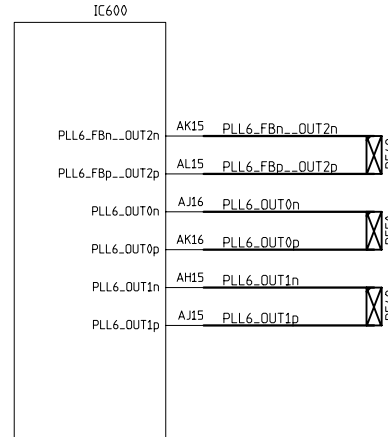 IC600
PLL6_FBn__OUT2n AK15 PLL6_FBn__OUT2n
PLL6_FBp__OUT2p AL15 PLL6_FBp__OUT2p
PLL6_OUT0n AJ16 PLL6_OUT0n
PLL6_OUT0p AK16 PLL6_OUT0p
PLL6_OUT1n AH15 PLL6_OUT1n
PLL6_OUT1p AJ15 PLL6_OUT1p